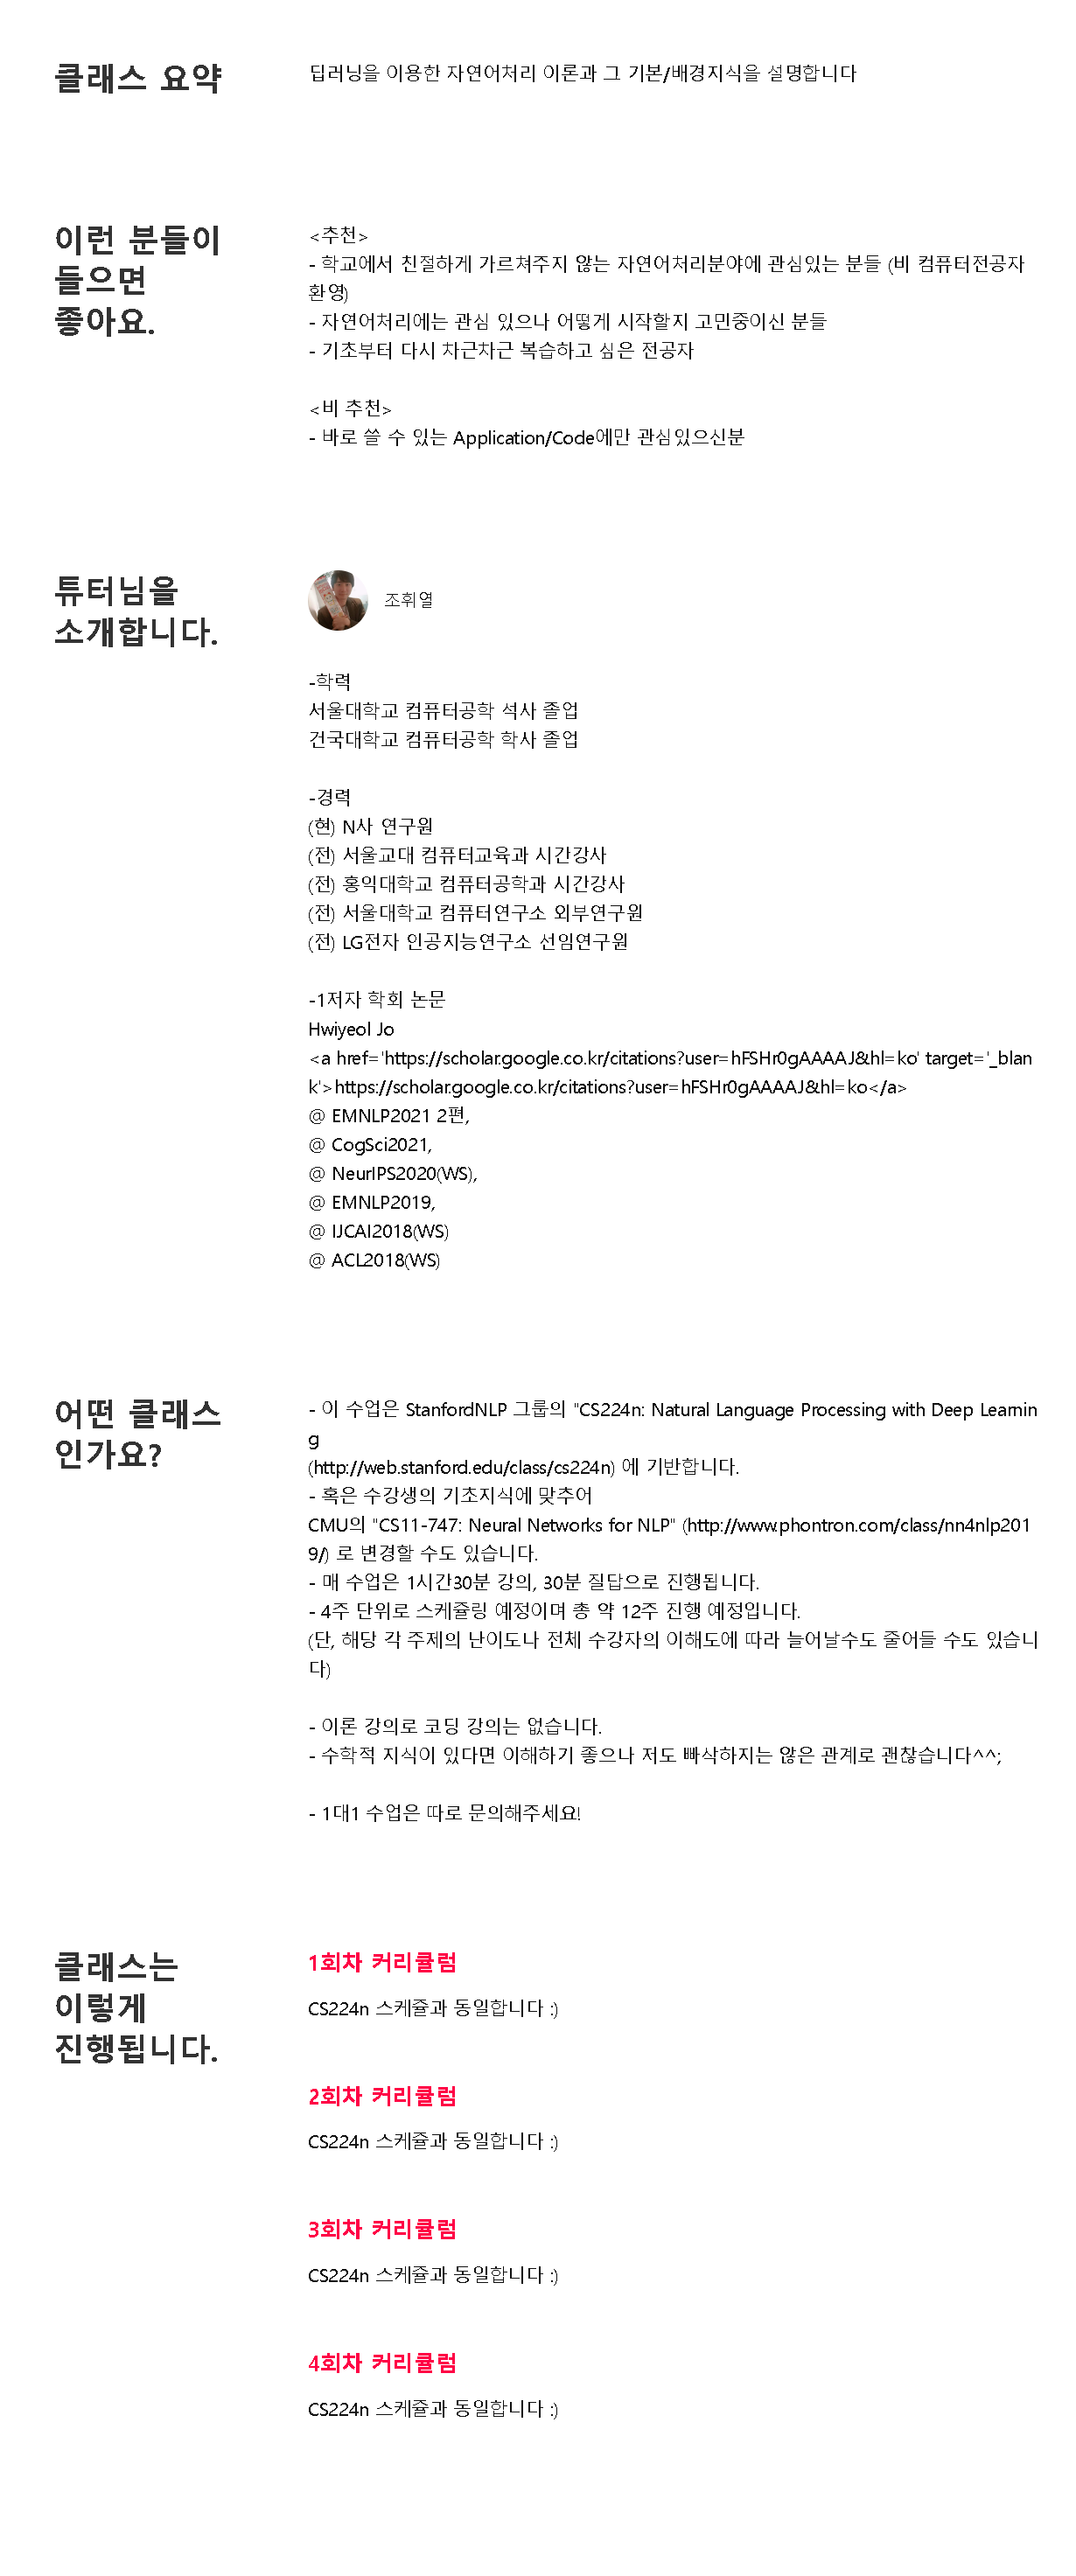 클래스 요약
딥러닝을 이용한 자연어처리 이론과 그 기본/배경지식을 설명합니다
이런 분들이
들으면
좋아요.
<추천>
- 학교에서 친절하게 가르쳐주지 않는 자연어처리분야에 관심있는 분들 (비 컴퓨터전공자
환영)
- 자연어처리에는 관심 있으나 어떻게 시작할지 고민중이신 분들
- 기초부터 다시 차근차근 복습하고 싶은 전공자
<비 추천>
- 바로 쓸 수 있는 Application/Code에만 관심있으신분
튜터님을
소개합니다.
조휘열
-학력
서울대학교 컴퓨터공학 석사 졸업
건국대학교 컴퓨터공학 학사 졸업
-경력
(현) N사 연구원
(전) 서울교대 컴퓨터교육과 시간강사
(전) 홍익대학교 컴퓨터공학과 시간강사
(전) 서울대학교 컴퓨터연구소 외부연구원
(전) LG전자 인공지능연구소 선임연구원
-1저자 학회 논문
Hwiyeol Jo
<a href='https://scholar.google.co.kr/citations?user=hFSHr0gAAAAJ&hl=ko' target='_blan
k'>https://scholar.google.co.kr/citations?user=hFSHr0gAAAAJ&hl=ko</a>
@ EMNLP2021 2편,
@ CogSci2021,
@ NeurIPS2020(WS),
@ EMNLP2019,
@ IJCAI2018(WS)
@ ACL2018(WS)
어떤 클래스
인가요?
- 이 수업은 StanfordNLP 그룹의 "CS224n: Natural Language Processing with Deep Learnin
g
(http://web.stanford.edu/class/cs224n) 에 기반합니다.
- 혹은 수강생의 기초지식에 맞추어
CMU의 "CS11-747: Neural Networks for NLP" (http://www.phontron.com/class/nn4nlp201
9/) 로 변경할 수도 있습니다.
- 매 수업은 1시간30분 강의, 30분 질답으로 진행됩니다.
- 4주 단위로 스케쥴링 예정이며 총 약 12주 진행 예정입니다.
(단, 해당 각 주제의 난이도나 전체 수강자의 이해도에 따라 늘어날수도 줄어들 수도 있습니
다)
- 이론 강의로 코딩 강의는 없습니다.
- 수학적 지식이 있다면 이해하기 좋으나 저도 빠삭하지는 않은 관계로 괜찮습니다^^;
- 1대1 수업은 따로 문의해주세요!
클래스는
이렇게
진행됩니다.
1회차 커리큘럼
CS224n 스케쥴과 동일합니다 :)
2회차 커리큘럼
CS224n 스케쥴과 동일합니다 :)
3회차 커리큘럼
CS224n 스케쥴과 동일합니다 :)
4회차 커리큘럼
CS224n 스케쥴과 동일합니다 :)